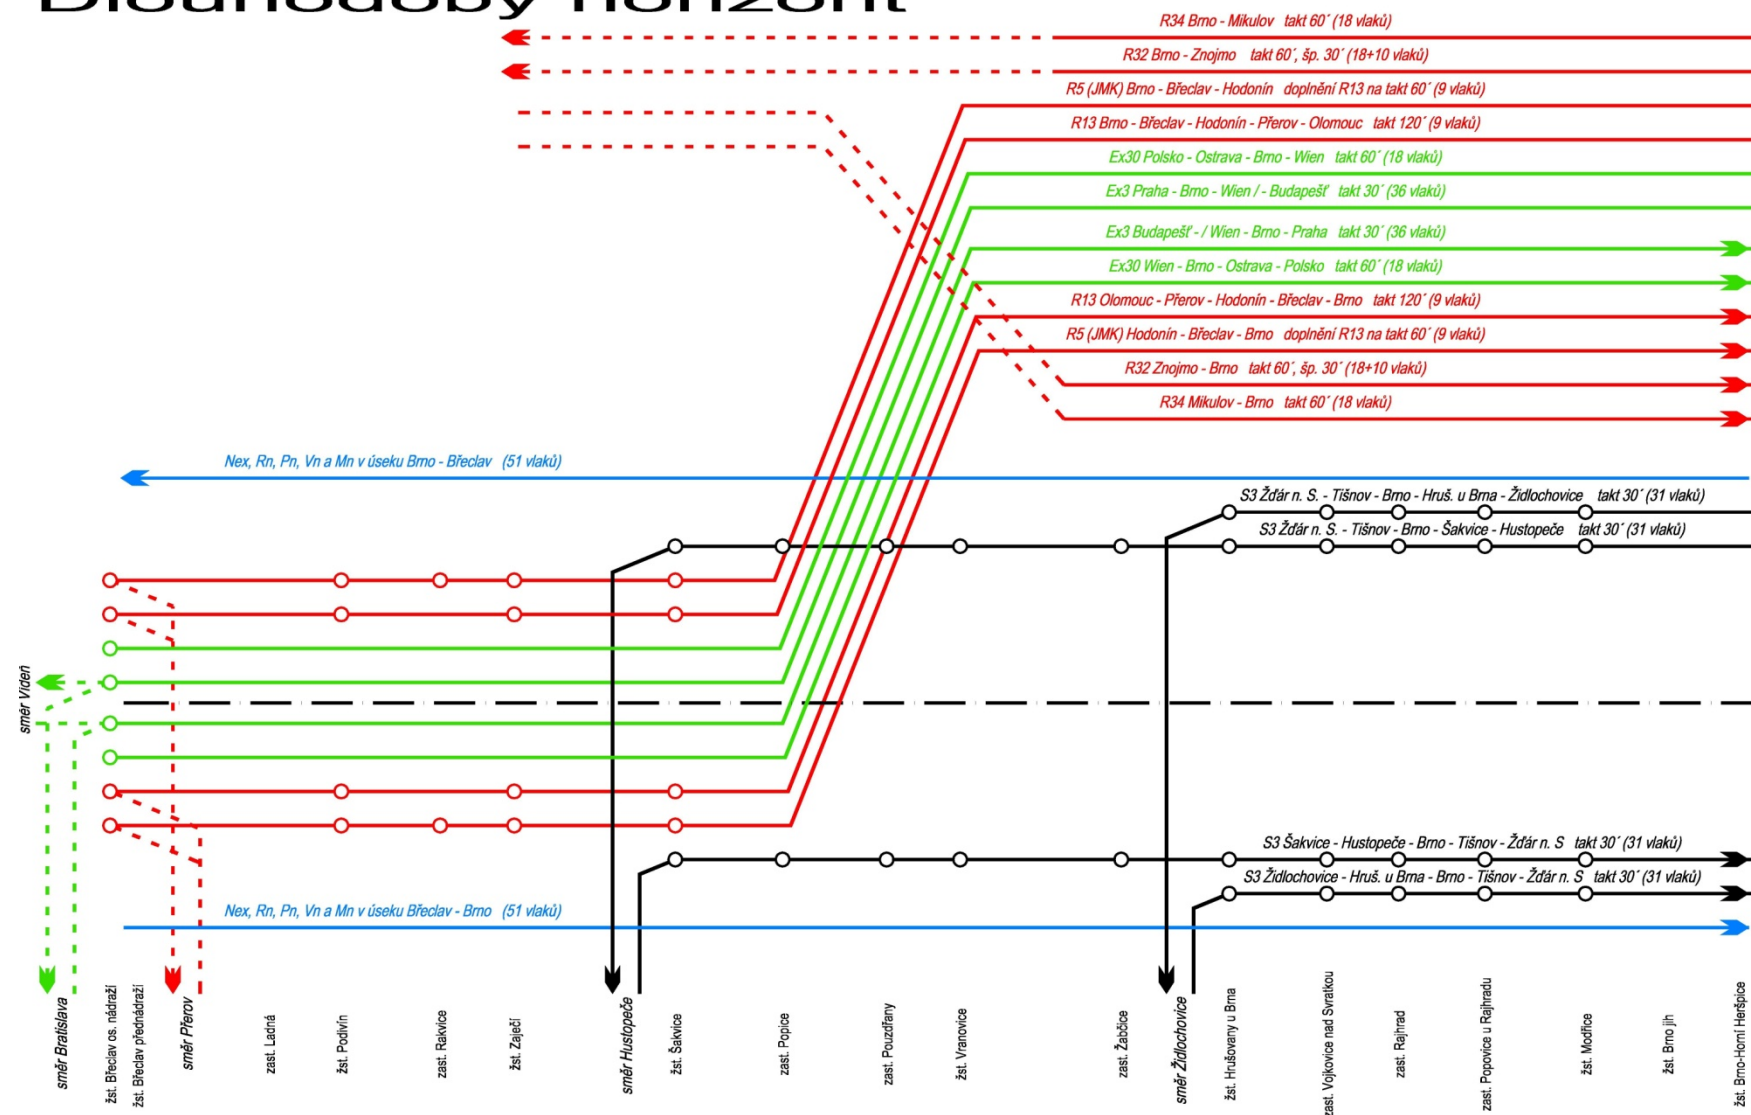 Dlouhodobý horizont
R34 Brno - Mikulov takt 60´ (18 vlaků)
R32 Brno - Znojmo takt 60´, šp. 30´ (18+10 vlaků)
R5 (JMK) Brno - Břeclav - Hodonín doplnění R13 na takt 60´ (9 vlaků)
R13 Brno - Břeclav - Hodonín - Přerov - Olomouc takt 120´ (9 vlaků)
Ex30 Polsko - Ostrava - Brno - Wien takt 60´ (18 vlaků)
Ex3 Praha - Brno - Wien / - Budapešť takt 30´ (36 vlaků)
Ex3 Budapešť - / Wien - Brno - Praha takt 30´ (36 vlaků)
Ex30 Wien - Brno - Ostrava - Polsko takt 60´ (18 vlaků)
R13 Olomouc - Přerov - Hodonín - Břeclav - Brno takt 120´ (9 vlaků)
R5 (JMK) Hodonín - Břeclav - Brno doplnění R13 na takt 60´ (9 vlaků)
R32 Znojmo - Brno takt 60´, šp. 30´ (18+10 vlaků)
R34 Mikulov - Brno takt 60´ (18 vlaků)
Nex, Rn, Pn, Vn a Mn v úseku Brno - Břeclav (51 vlaků)
S3 Žďár n. S. - Tišnov - Brno - Hruš. u Brna - Židlochovice takt 30´ (31 vlaků)
S3 Žďár n. S. - Tišnov - Brno - Šakvice - Hustopeče takt 30´ (31 vlaků)
směr Vídeň
S3 Šakvice - Hustopeče - Brno - Tišnov - Žďár n. S takt 30´ (31 vlaků)
S3 Židlochovice - Hruš. u Brna - Brno - Tišnov - Žďár n. S takt 30´ (31 vlaků)
Nex, Rn, Pn, Vn a Mn v úseku Břeclav - Brno (51 vlaků)
směr Bratislava
žst. Břeclav os. nádraží
žst. Břeclav přednádraží
směr Přerov
zast. Ladná
žst. Podivín
zast. Rakvice
žst. Zaječí
směr Hustopeče
žst. Šakvice
zast. Popice
zast. Pouzdřany
žst. Vranovice
zast. Žabčice
směr Židlochovice
žst. Hrušovany u Brna
zast. Vojkovice nad Svratkou
zast. Rajhrad
zast. Popovice u Rajhradu
žst. Modřice
žst. Brno jih
žst. Brno-Horní Heršpice